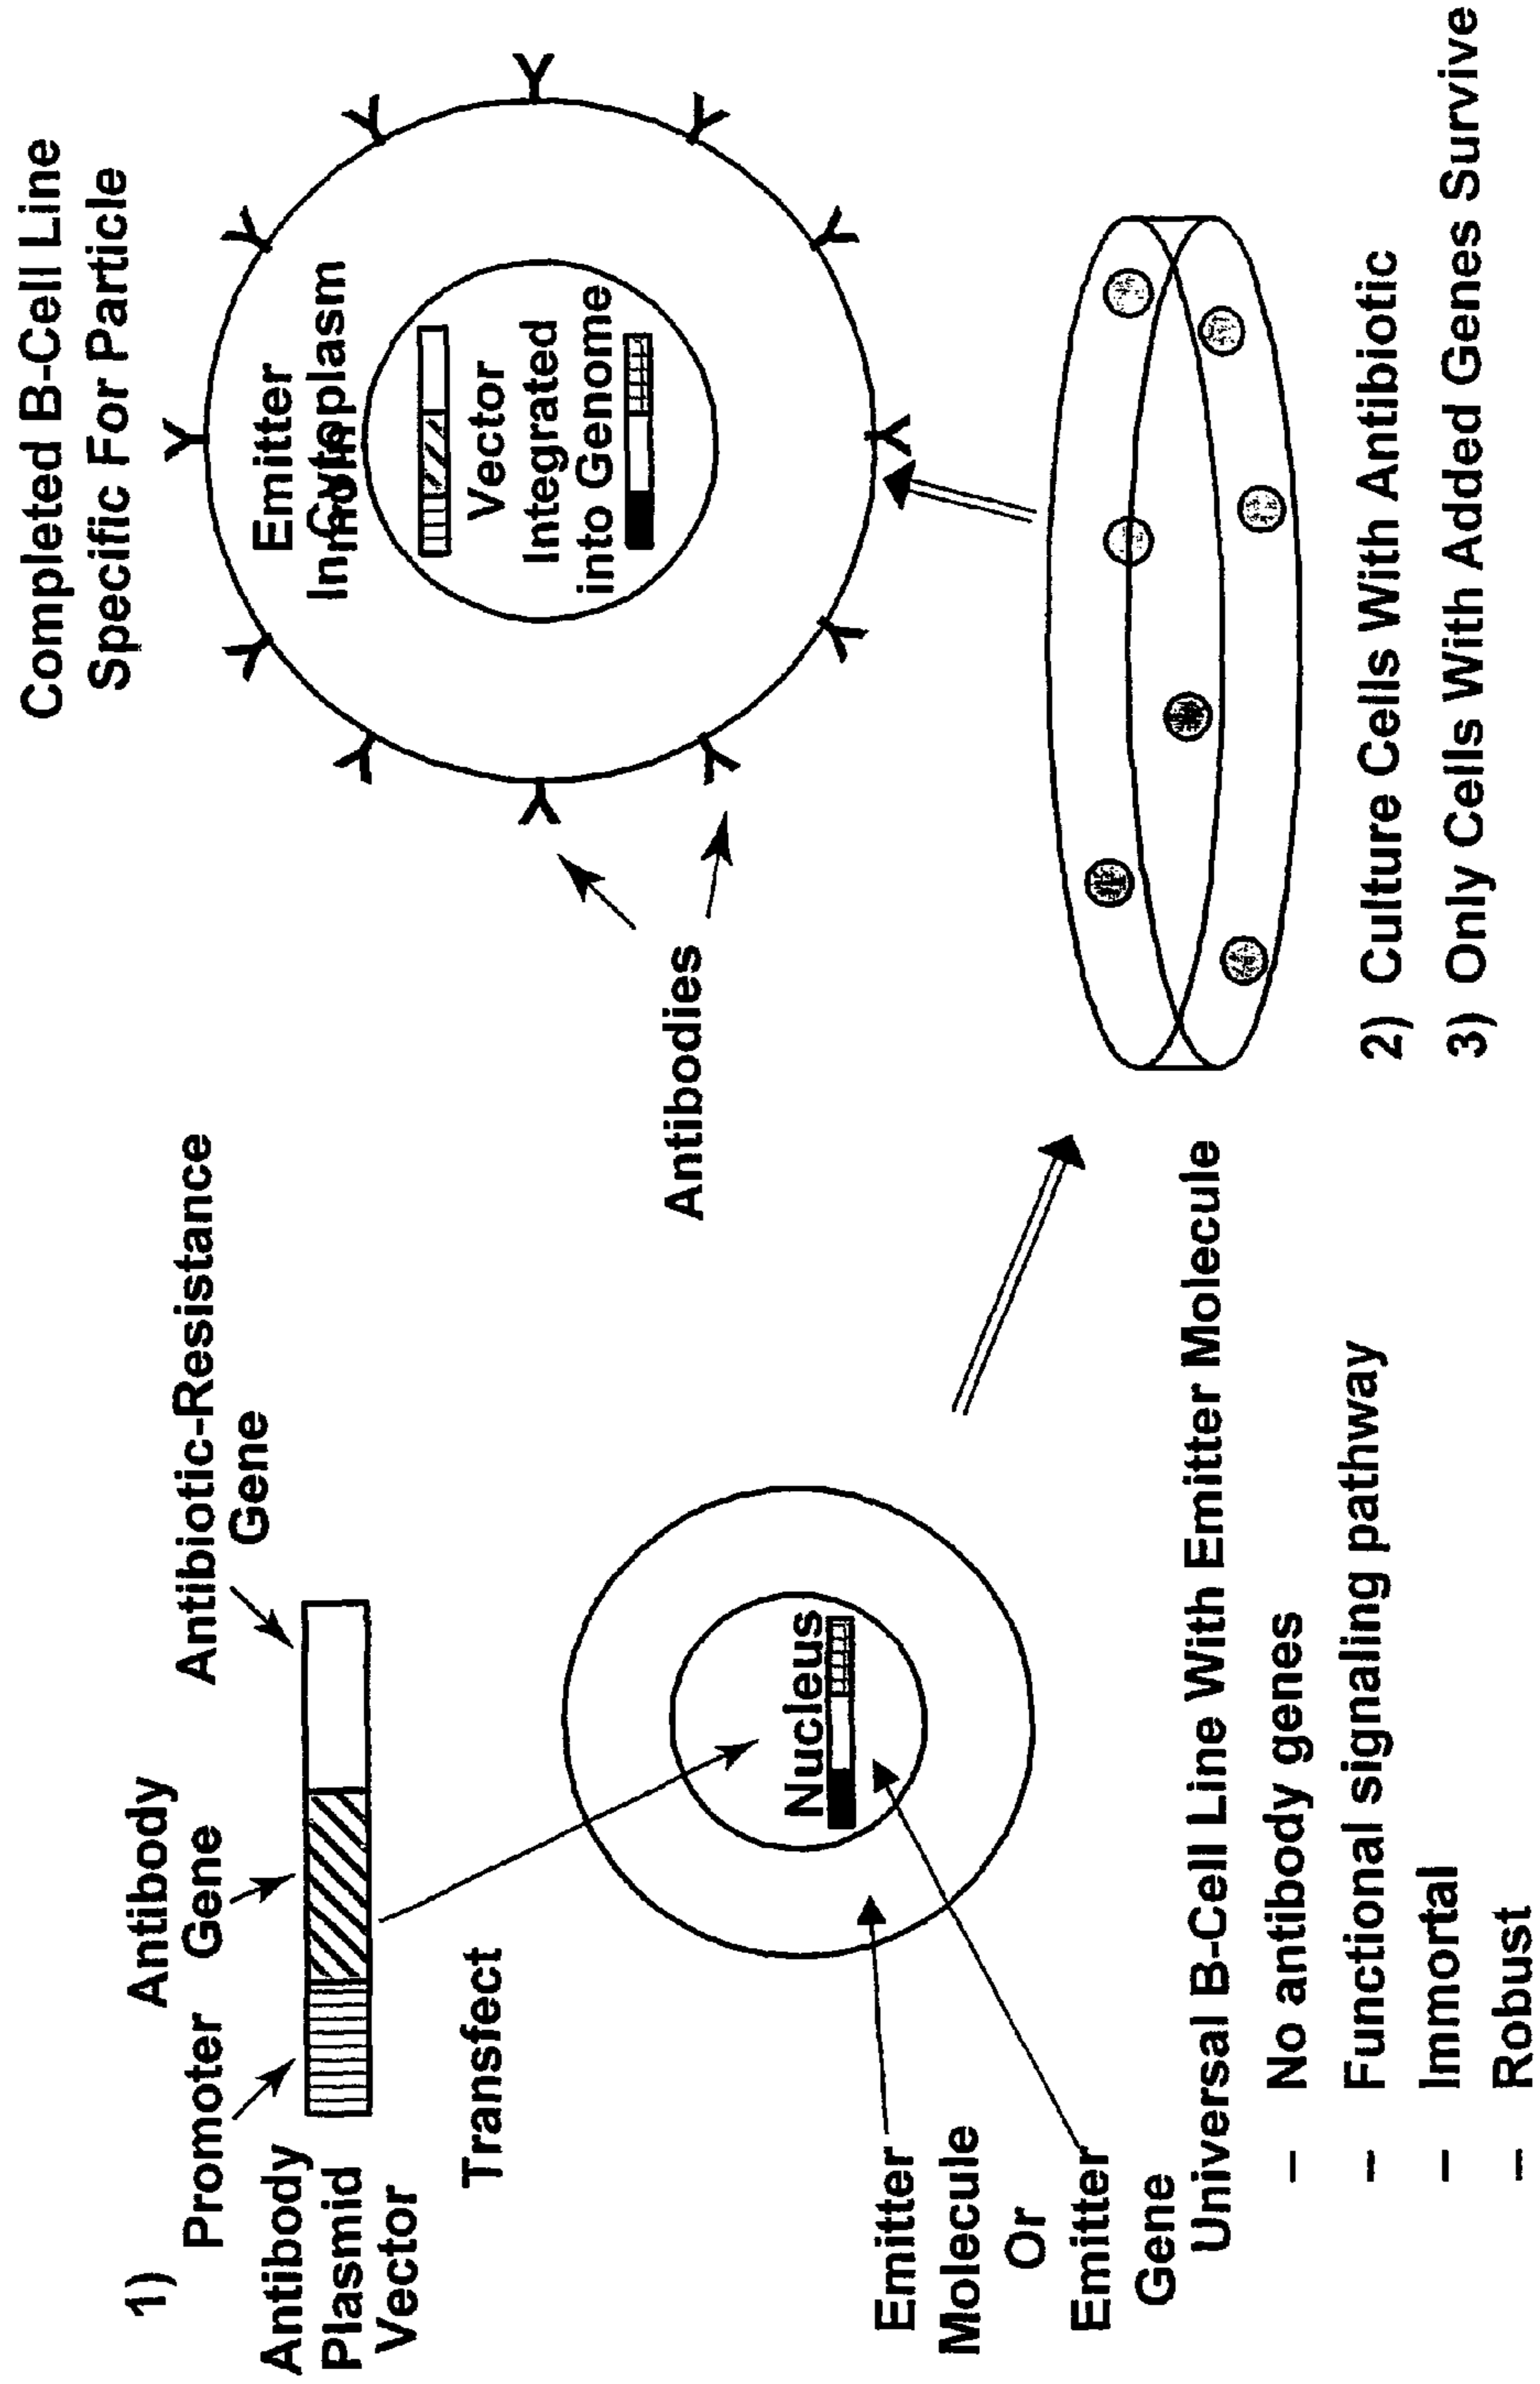 1)
Promoter
Antibody
Gene
Antibiotic-Resistance
Gene
Antibody
Plasmid
Vector
Transfect
Nucleus
Emitter
Molecule
Or
Emitter
Gene
Universal B-Cell Line With Emitter Molecule
– No antibody genes
– Functional signaling pathway
– Immortal
– Robust
Completed B-Cell Line
Specific For Particle
Emitter
Cytoplasm
Vector
Integrated
into Genome
Antibodies
2) Culture Cells With Antibiotic
3) Only Cells With Added Genes Survive